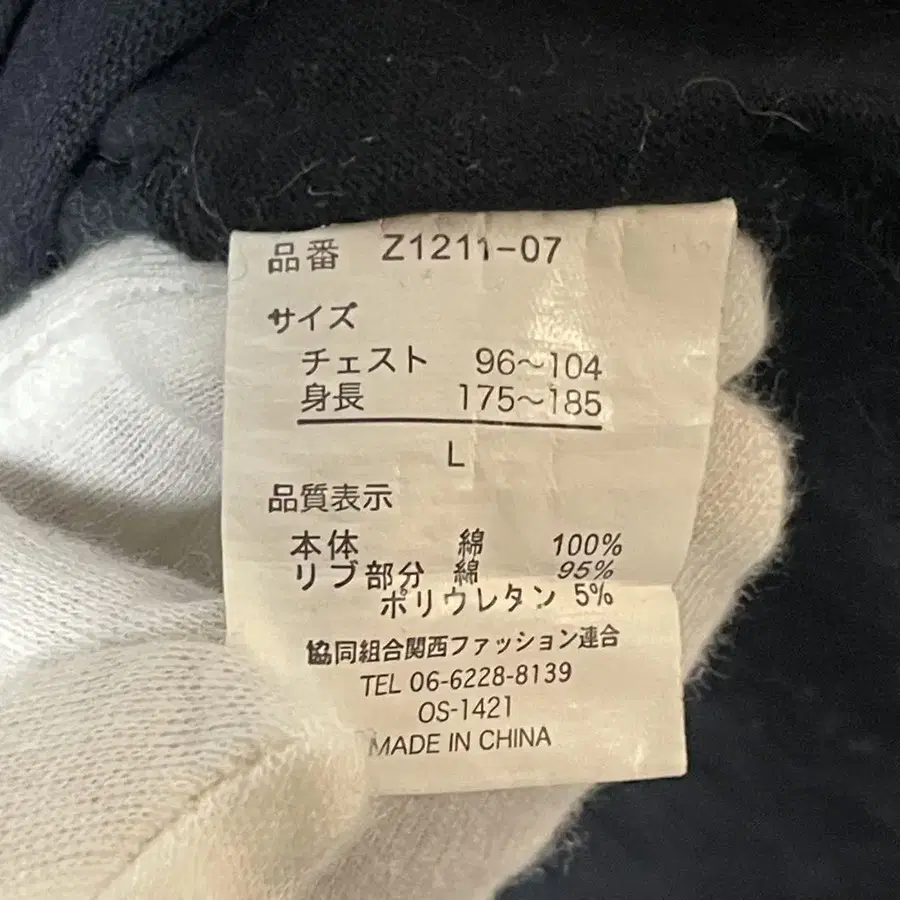 品番 Z1211-07
サイズ
チェスト 96〜104
身長 175〜185
L
品質表示
本体 綿 100%
リブ部分 綿 95%
ポリウレタン 5%
協同組合関西ファッション連合
TEL 06-6228-8139
OS-1421
MADE IN CHINA